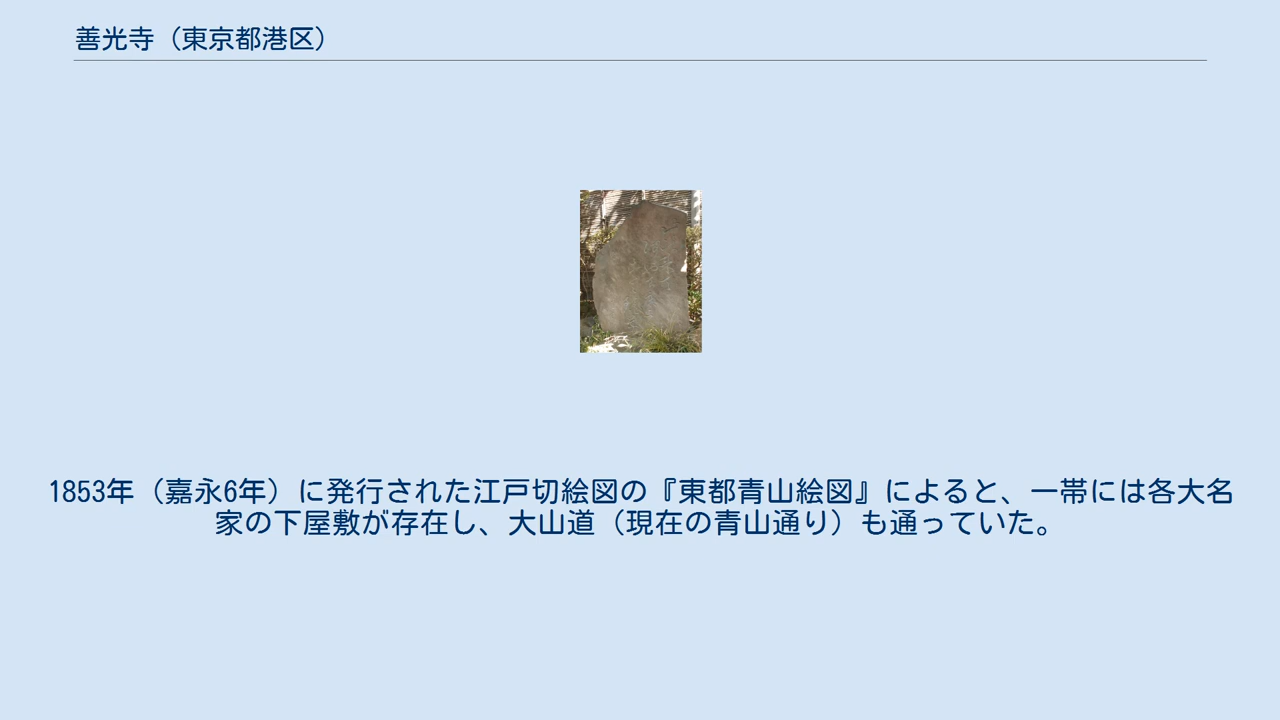 善光寺（東京都港区）
1853年（嘉永6年）に発行された江戸切絵図の『東都青山絵図』によると、一帯には各大名
家の下屋敷が存在し、大山道（現在の青山通り）も通っていた。